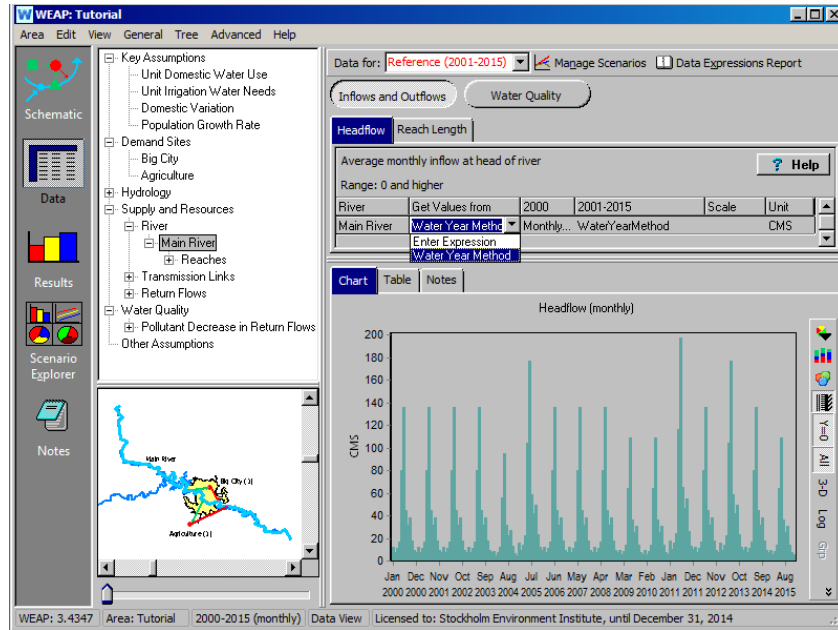 WEAP: Tutorial
Area Edit View General Tree Advanced Help
Schematic
Data
Results
Scenario
Explorer
Notes
Key Assumptions
Unit Domestic Water Use
Unit Irrigation Water Needs
Domestic Variation
Population Growth Rate
Demand Sites
Big City
Agriculture
Hydrology
Supply and Resources
River
Main River
Reaches
Transmission Links
Return Flows
Water Quality
Pollutant Decrease in Return Flows
Other Assumptions
Main River
Big City (1)
Agriculture (1)
Data for: Reference (2001-2015) Manage Scenarios Data Expressions Report
Inflows and Outflows Water Quality
Headflow Reach Length
Average monthly inflow at head of river
? Help
Range: 0 and higher
River Get Values from 2000 2001-2015 Scale Unit
Main River Water Year Metho Monthly... WaterYearMethod CMS
Enter Expression
Water Year Method
Chart Table Notes
Headflow (monthly)
CMS
200
180
160
140
120
100
80
60
40
20
0
Jan Dec Nov Oct Sep Aug Jul Jun May Apr Mar Feb Jan Dec Nov Oct Sep Aug
2000 2000 2001 2002 2003 2004 2005 2006 2007 2008 2009 2010 2011 2011 2012 2013 2014 2015
Y=0
All
3-D
Log
Grp
WEAP: 3.4347 Area: Tutorial 2000-2015 (monthly) Data View Licensed to: Stockholm Environment Institute, until December 31, 2014